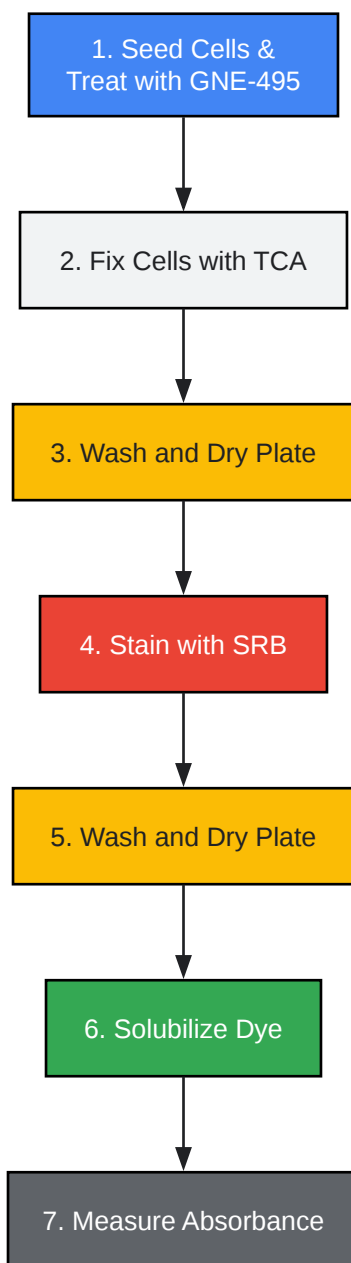 1. Seed Cells &
Treat with GNE-495
2. Fix Cells with TCA
3. Wash and Dry Plate
4. Stain with SRB
5. Wash and Dry Plate
6. Solubilize Dye
7. Measure Absorbance